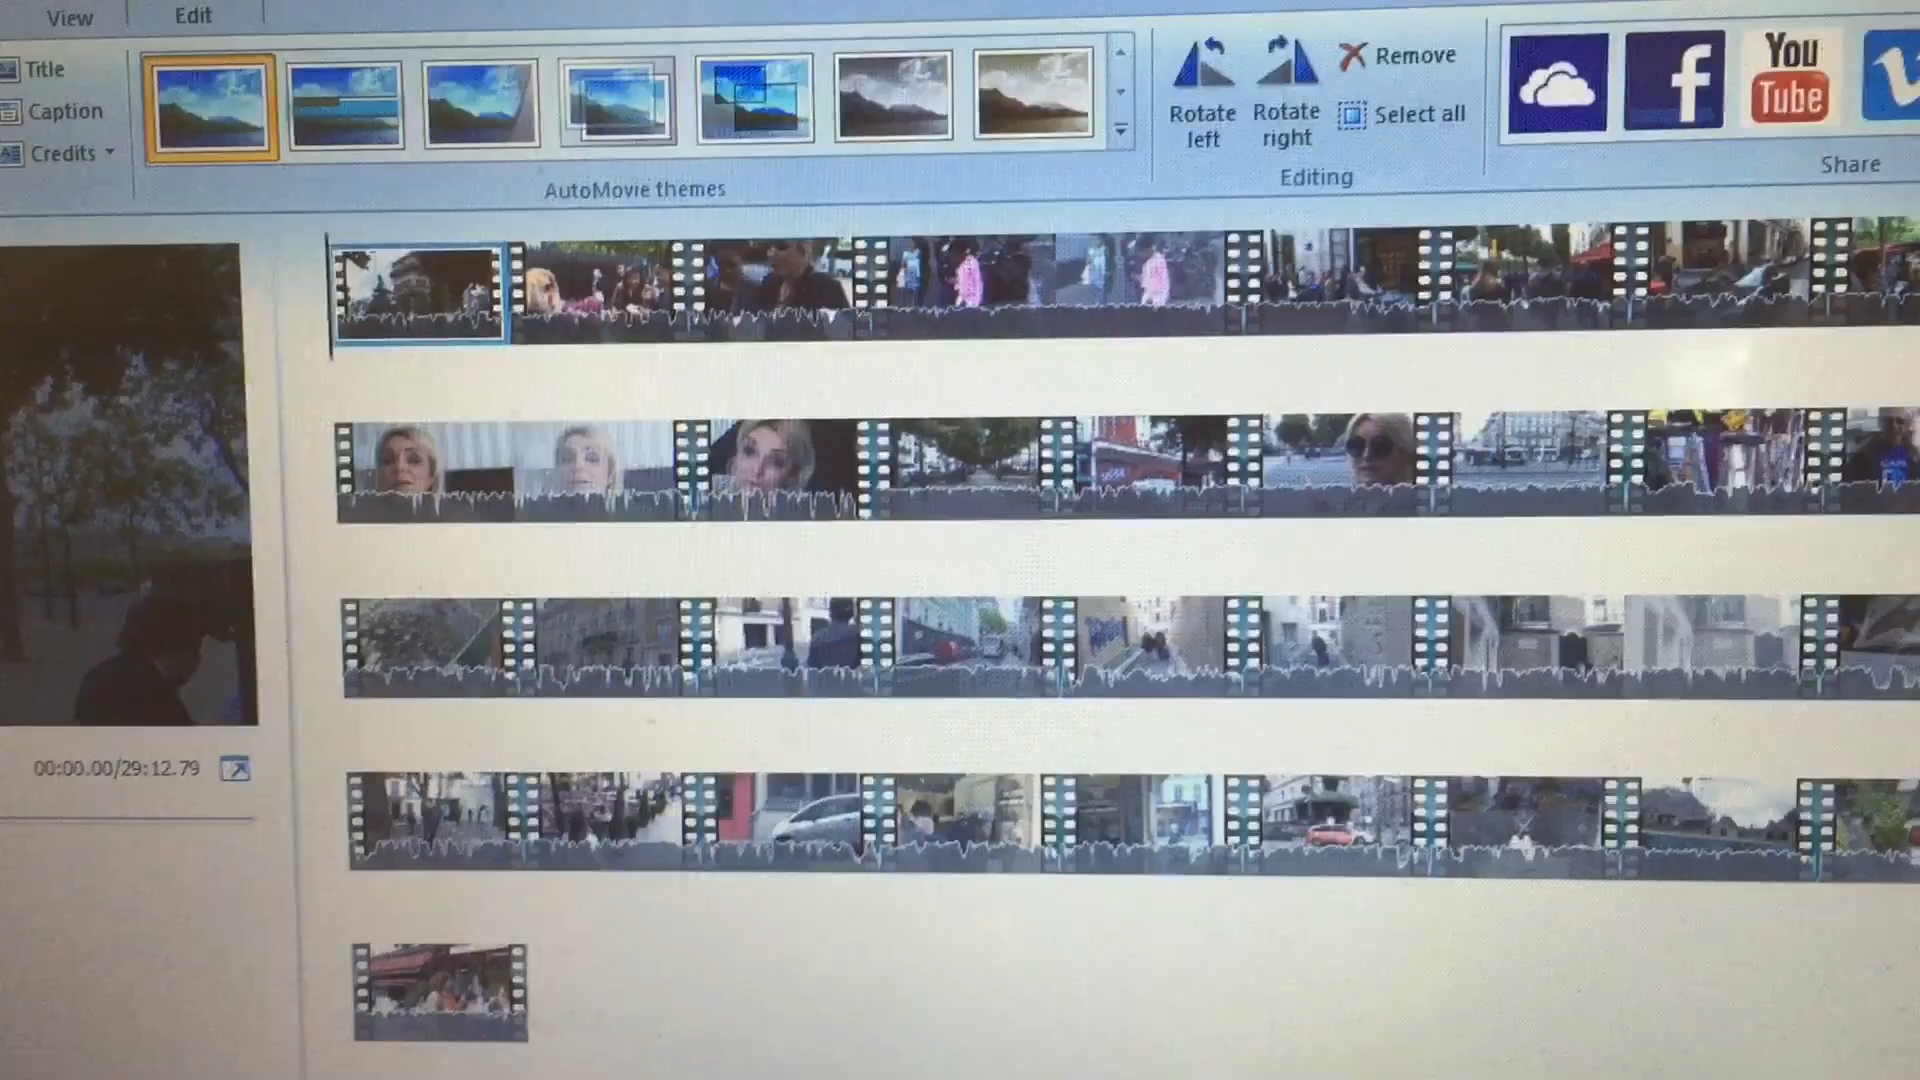 View
Edit
Title
Caption
Credits
AutoMovie themes
Rotate
left
Rotate
right
Remove
Select all
Editing
f
You
Tube
Share
00:00.00/29:12.79